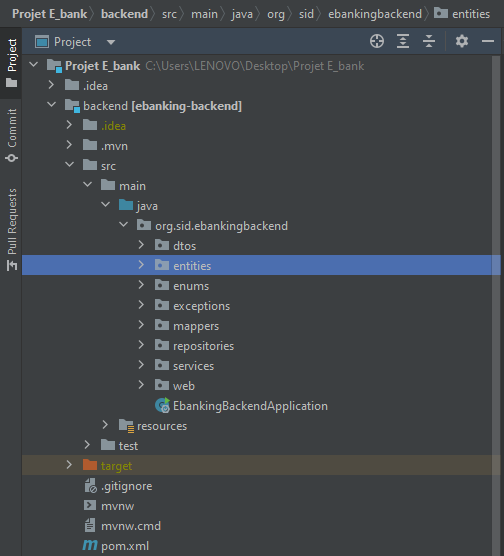 Projet E_bank backend src main java org sid ebankingbackend entities
Project
Projet E_bank C:\Users\LENOVO\Desktop\Projet E_bank
.idea
backend [ebanking-backend]
.idea
.mvn
src
main
java
org.sid.ebankingbackend
dtos
entities
enums
exceptions
mappers
repositories
services
web
EbankingBackendApplication
resources
test
target
.gitignore
mvnw
mvnw.cmd
pom.xml
Project
Commit
Pull Requests